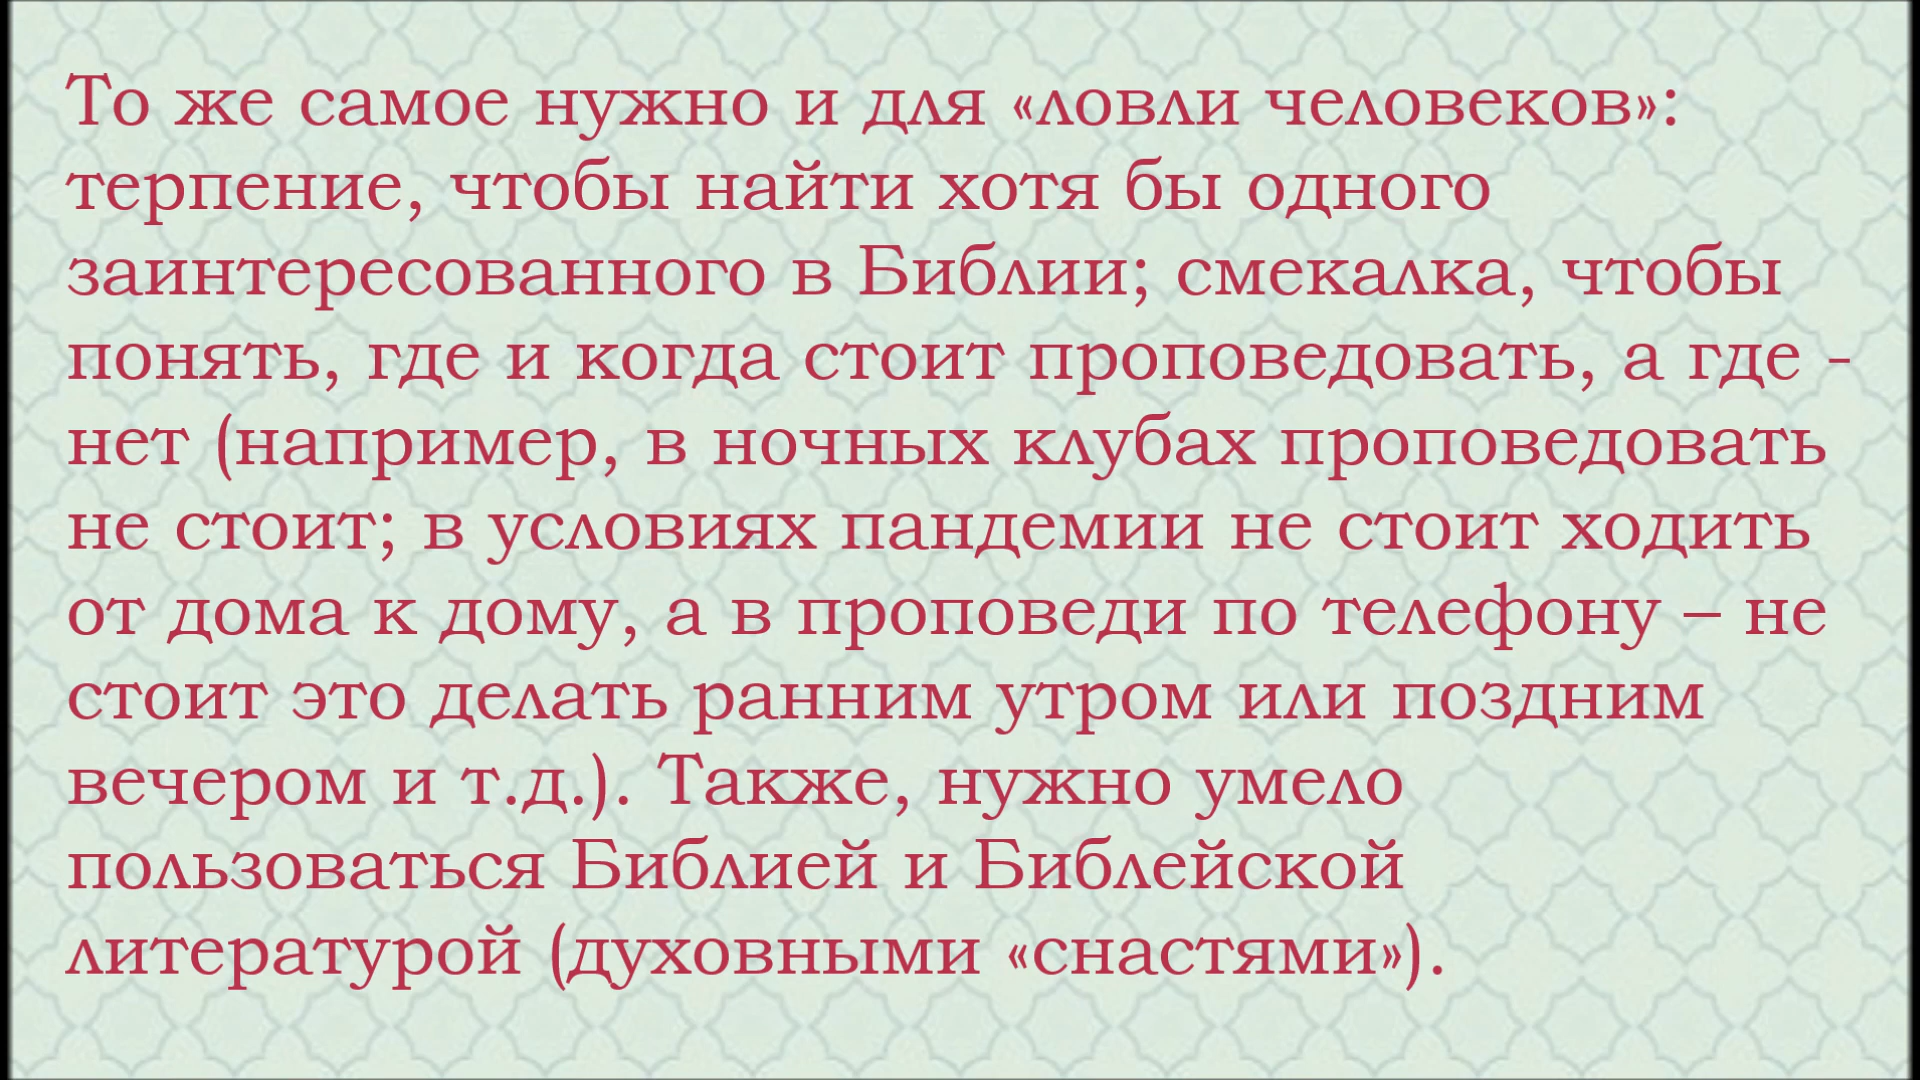 То же самое нужно и для «ловли человеков»:
терпение, чтобы найти хотя бы одного
заинтересованного в Библии; смекалка, чтобы
понять, где и когда стоит проповедовать, а где -
нет (например, в ночных клубах проповедовать
не стоит; в условиях пандемии не стоит ходить
от дома к дому, а в проповеди по телефону – не
стоит это делать ранним утром или поздним
вечером и т.д.). Также, нужно умело
пользоваться Библией и Библейской
литературой (духовными «снастями»).